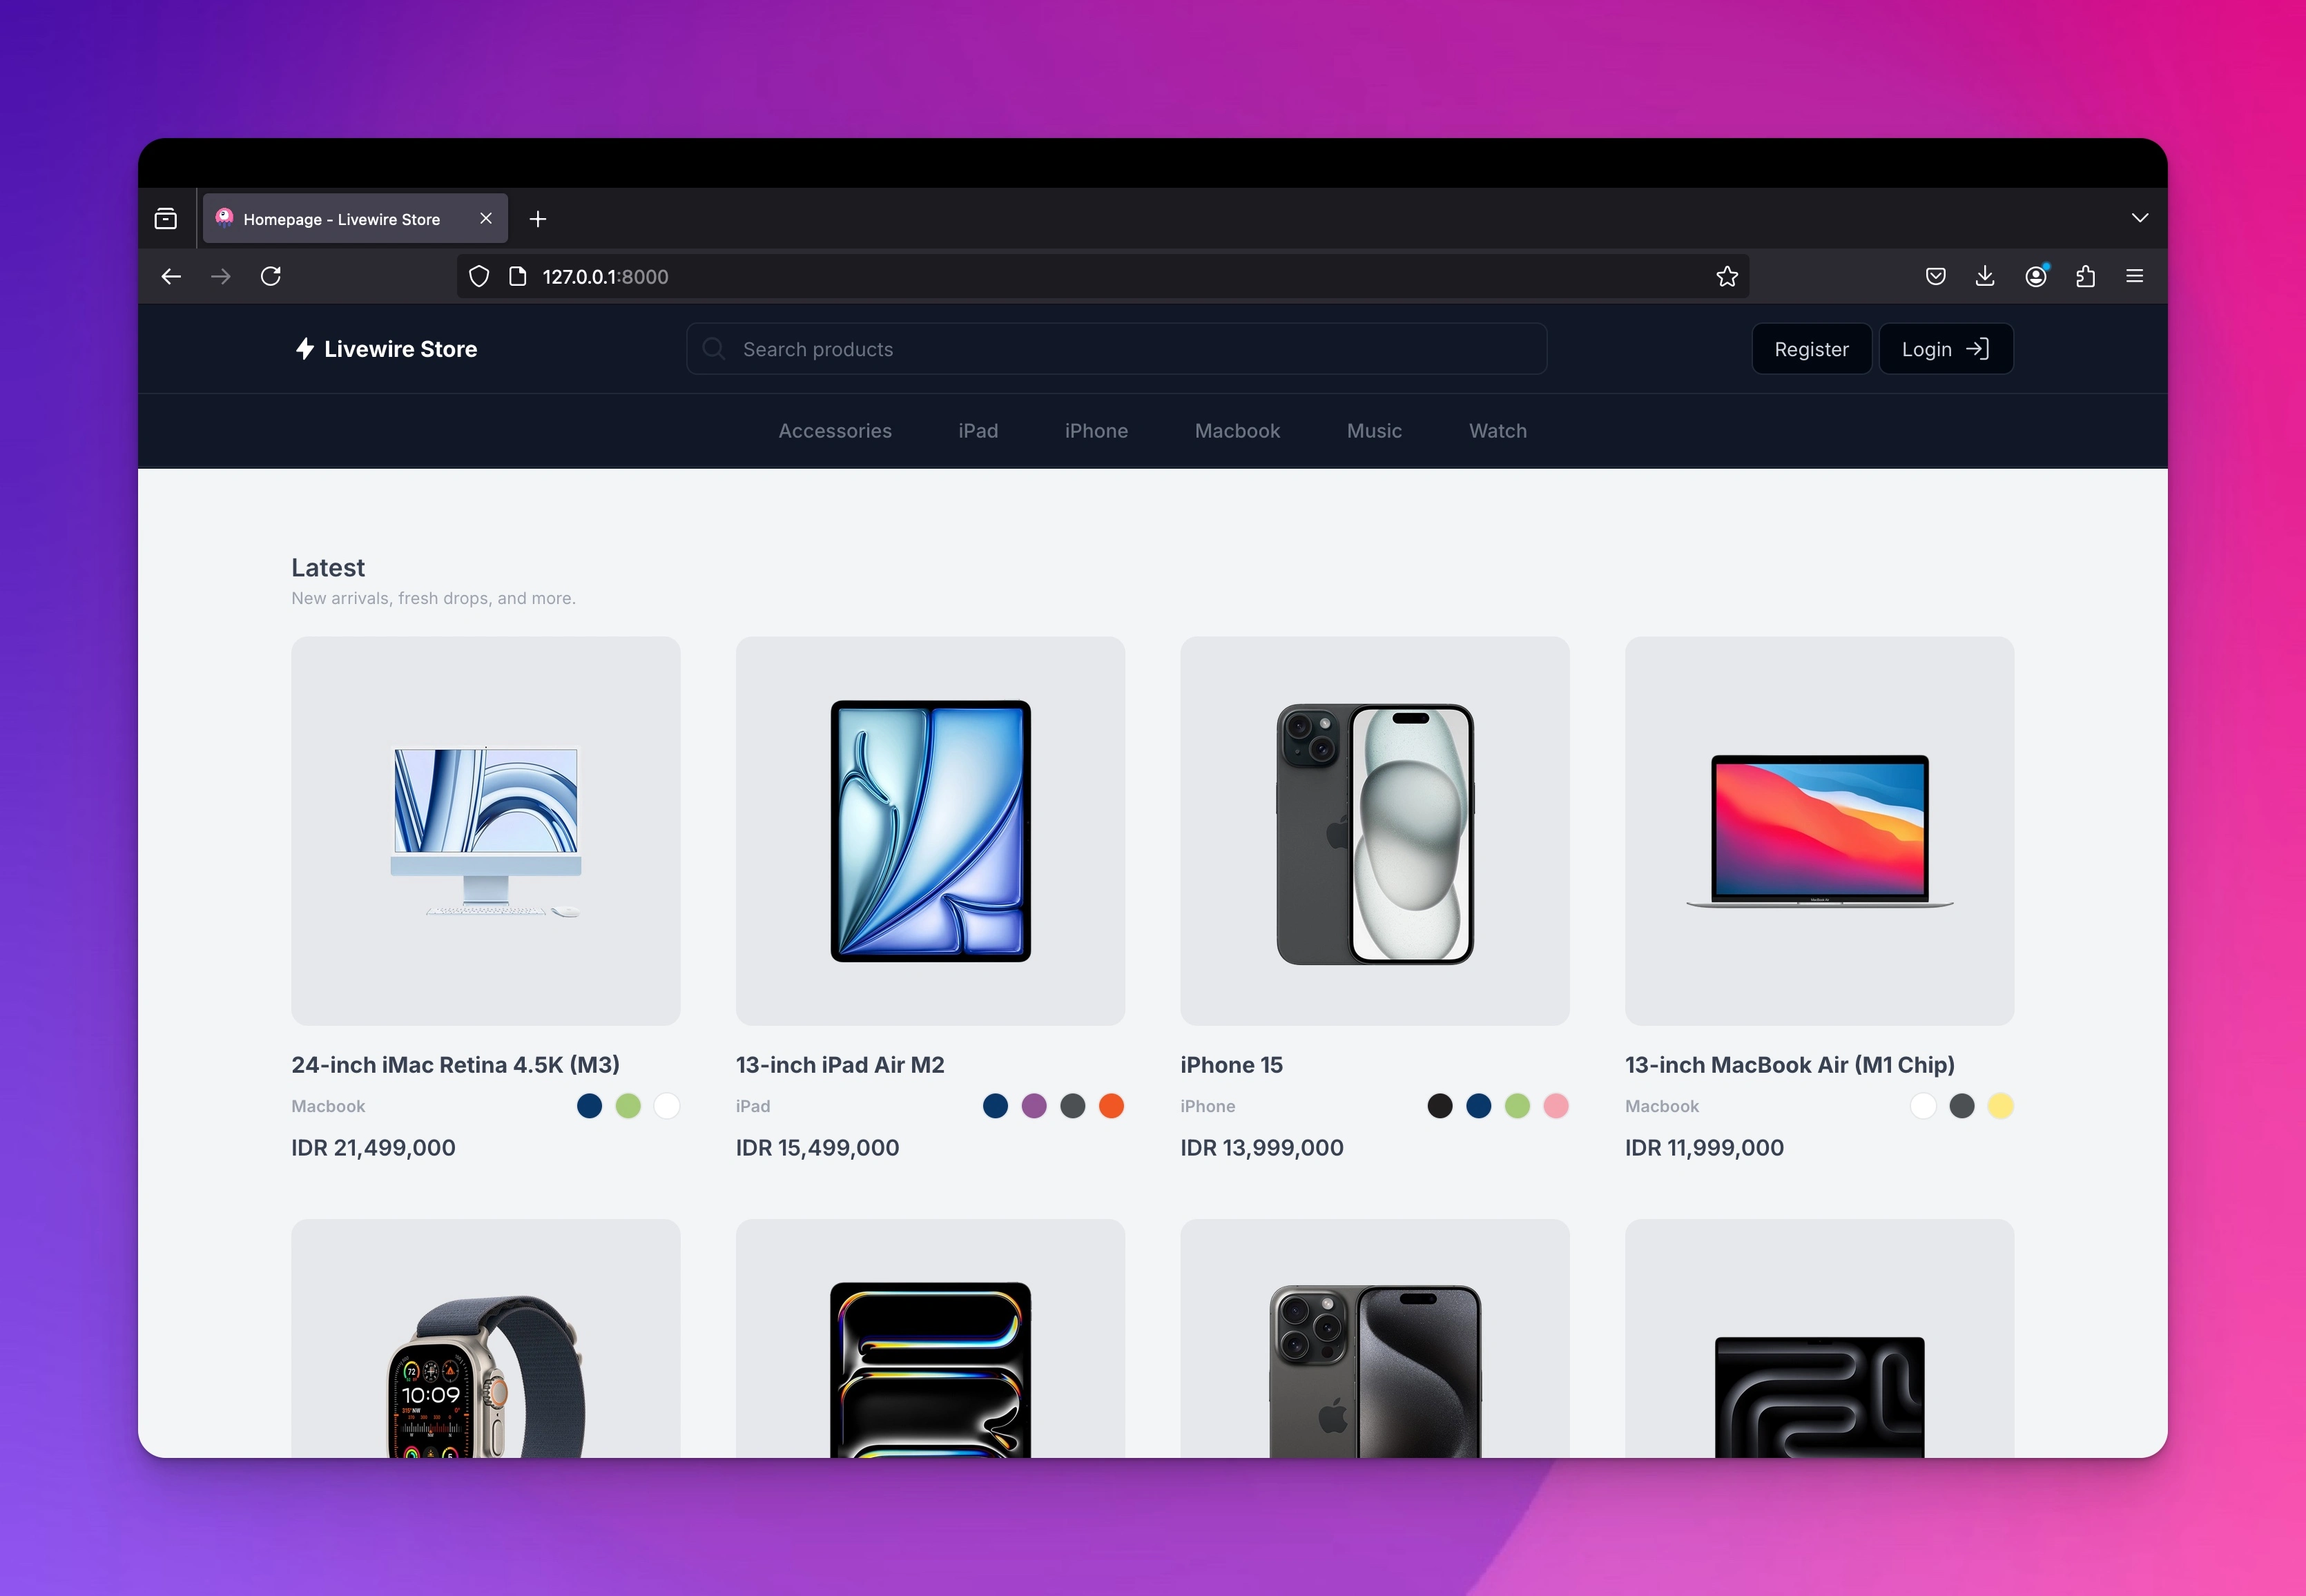 Homepage - Livewire Store
127.0.0.1:8000
Livewire Store
Search products
Register
Login
Accessories
iPad
iPhone
Macbook
Music
Watch
Latest
New arrivals, fresh drops, and more.
24-inch iMac Retina 4.5K (M3)
Macbook
IDR 21,499,000
13-inch iPad Air M2
iPad
IDR 15,499,000
iPhone 15
iPhone
IDR 13,999,000
MacBook Air
13-inch MacBook Air (M1 Chip)
Macbook
IDR 11,999,000
72
10:09